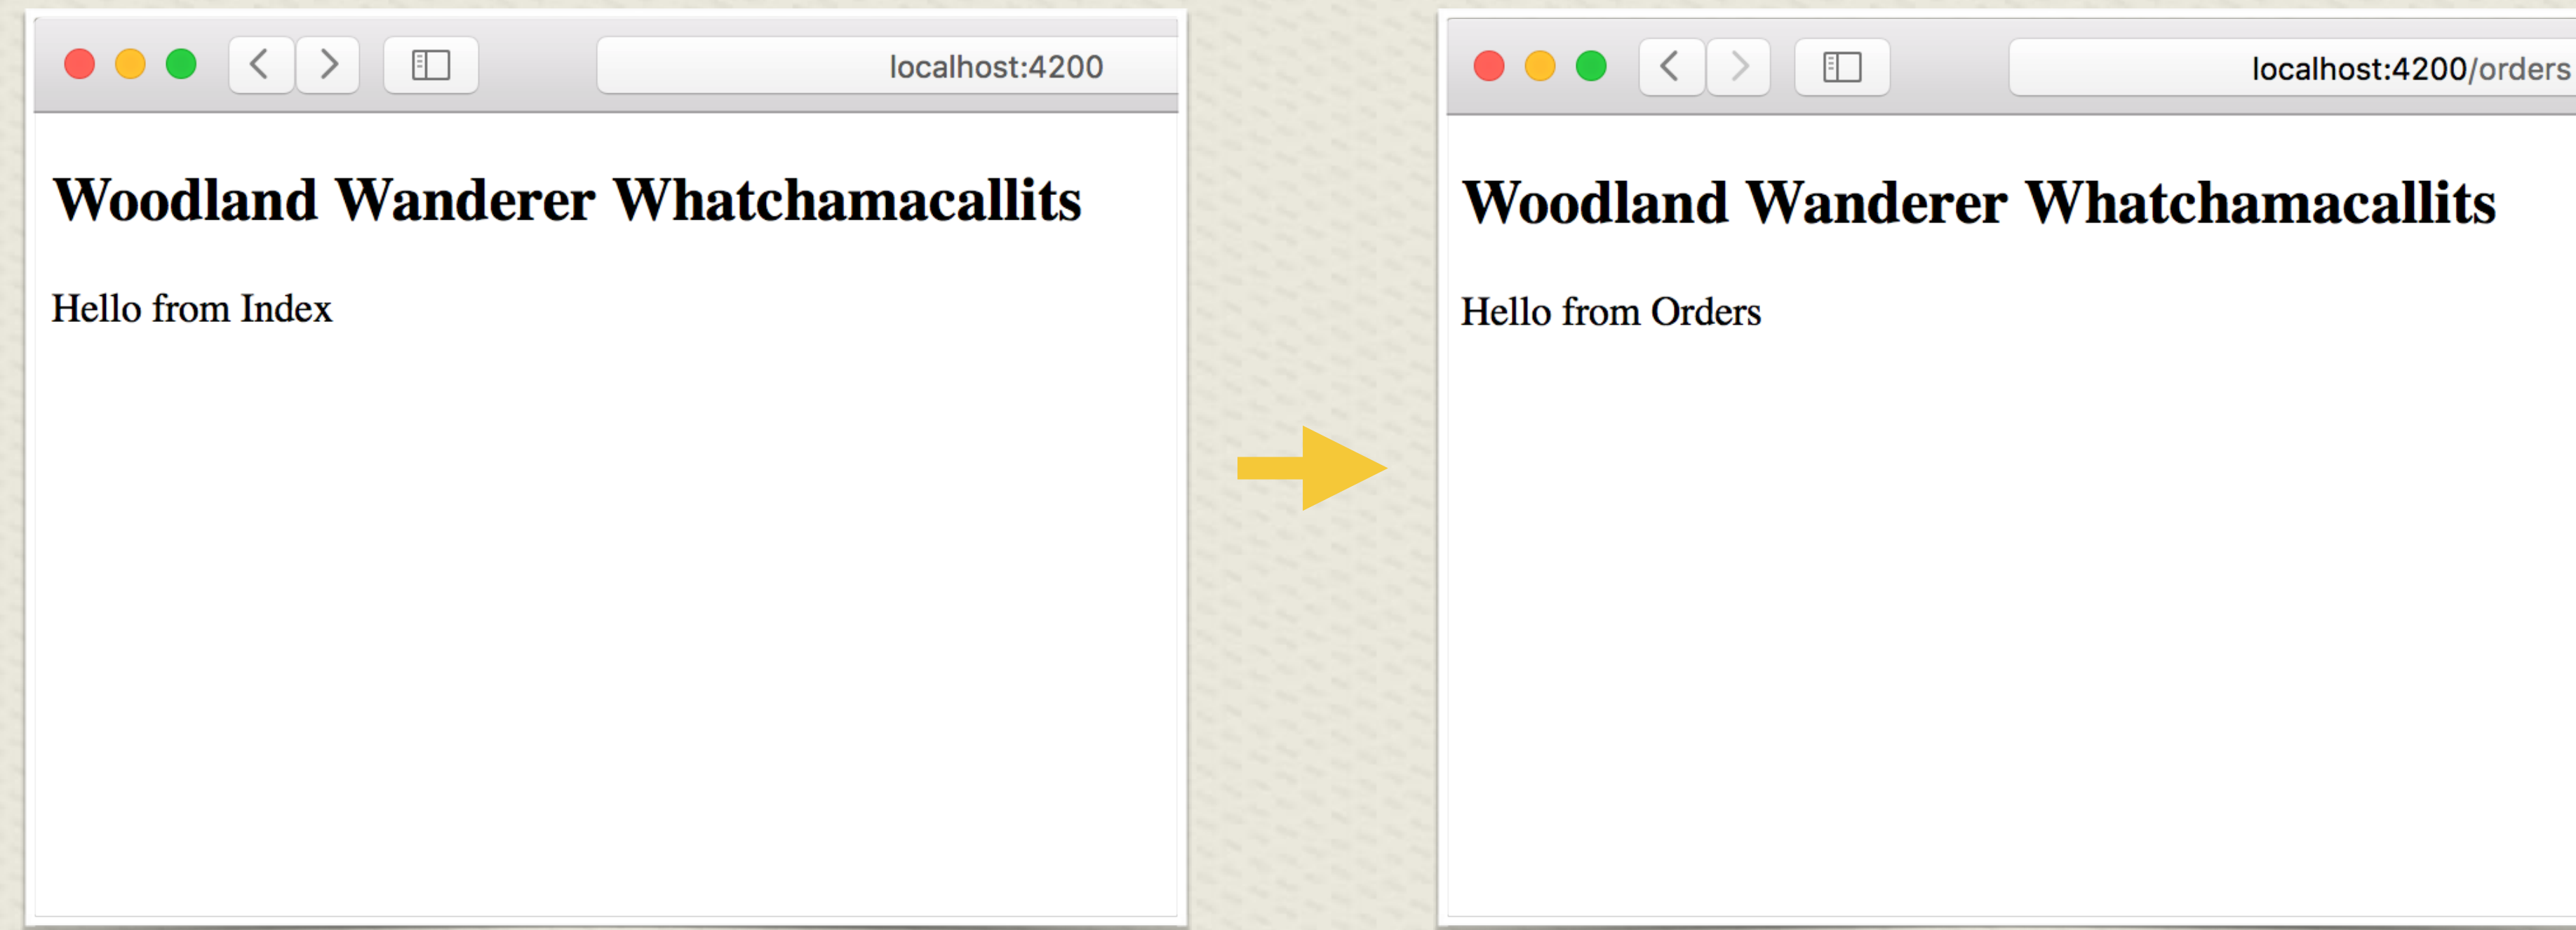 localhost:4200
Woodland Wanderer Whatchamacallits
Hello from Index
localhost:4200/orders
Woodland Wanderer Whatchamacallits
Hello from Orders